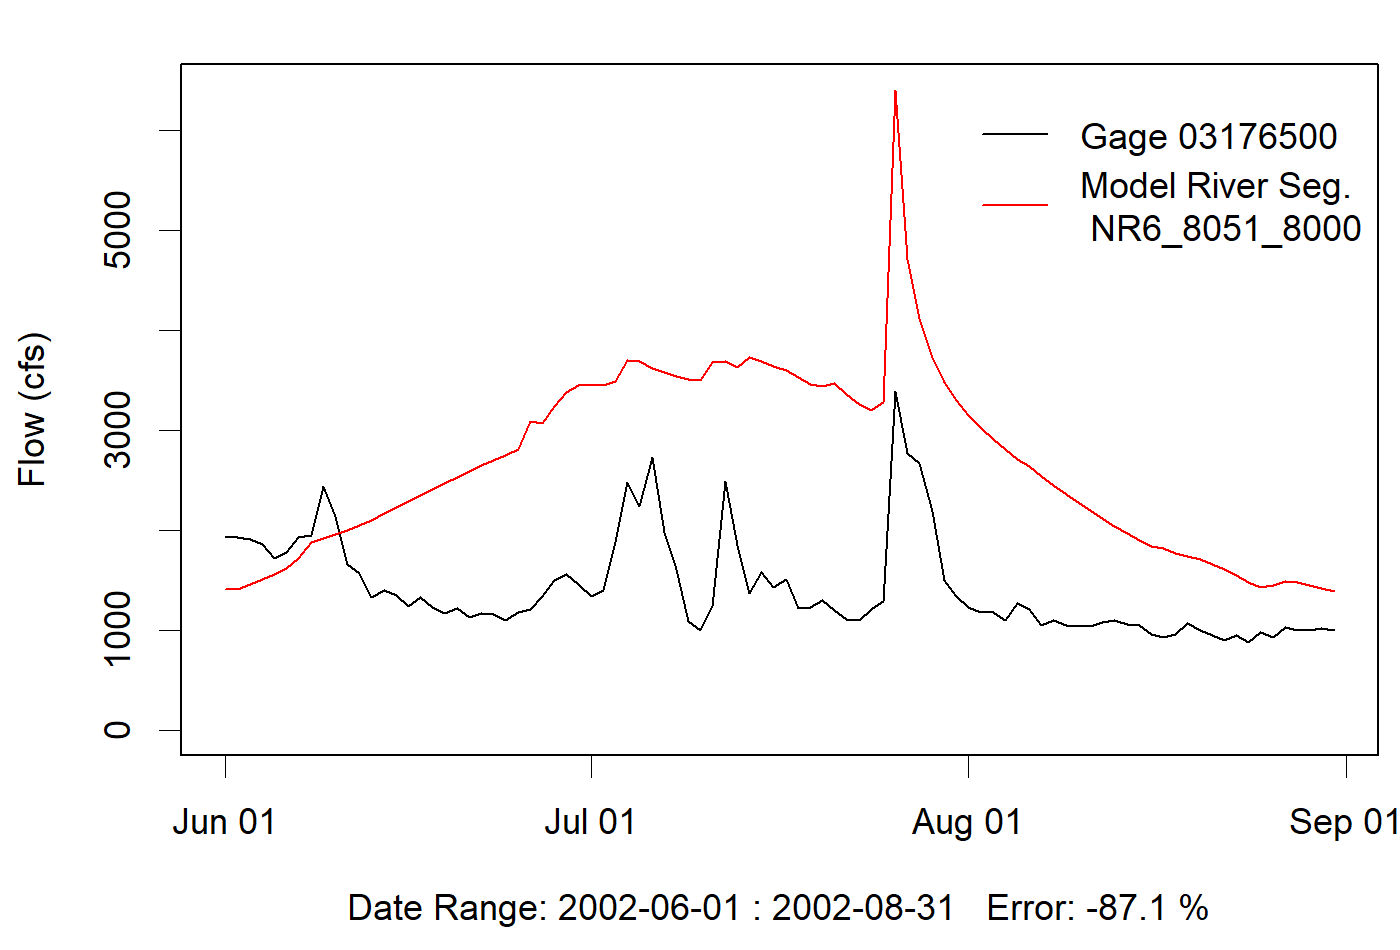 Gage 03176500
Model River Seg.
NR6_8051_8000
Flow (cfs)
5000
3000
1000
0
Jun 01
Jul 01
Aug 01
Sep 01
Date Range: 2002-06-01 : 2002-08-31 Error: -87.1 %